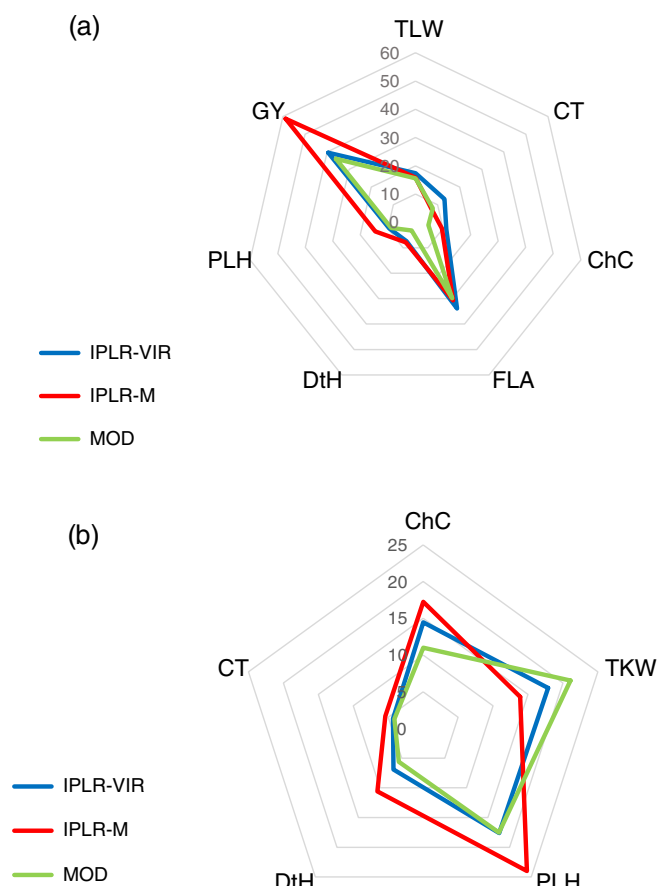 (a)
TLW
60
50
40
30
20
10
0
GY
CT
PLH
ChC
DtH
FLA
IPLR-VIR
IPLR-M
MOD
(b)
ChC
25
20
15
10
5
0
CT
TKW
DtH
PLH
IPLR-VIR
IPLR-M
MOD